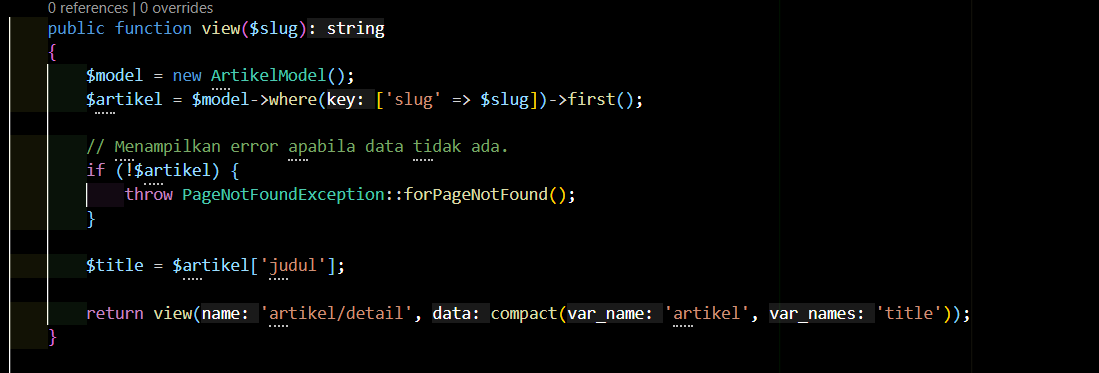 0 references | 0 overrides
public function view($slug): string
{
$model = new ArtikelModel();
$artikel = $model->where(key: ['slug' => $slug])->first();
// Menampilkan error apabila data tidak ada.
if (!$artikel) {
throw PageNotFoundException::forPageNotFound();
}
$title = $artikel['judul'];
return view(name: 'artikel/detail', data: compact(var_name: 'artikel', var_names: 'title'));
}